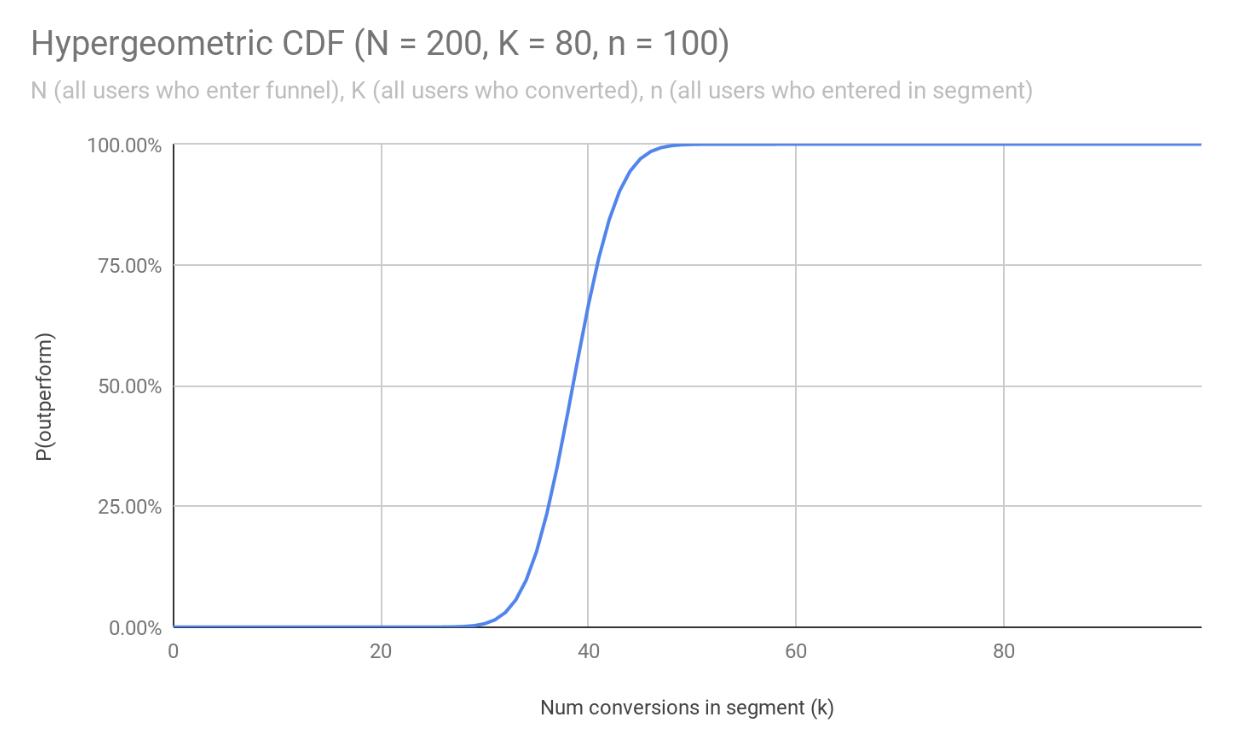 Hypergeometric CDF (N = 200, K = 80, n = 100)
N (all users who enter funnel), K (all users who converted), n (all users who entered in segment)
100.00%
75.00%
50.00%
25.00%
0.00%
P(outperform)
0
20
40
60
80
Num conversions in segment (k)